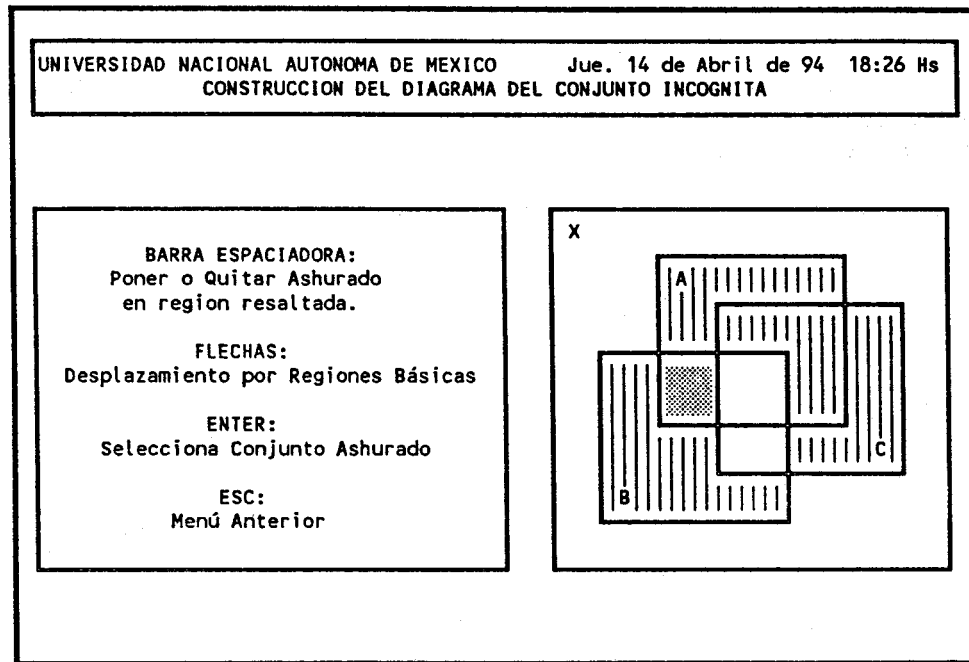 UNIVERSIDAD NACIONAL AUTONOMA DE MEXICO Jue. 14 de Abril de 94 18:26 Hs
CONSTRUCCION DEL DIAGRAMA DEL CONJUNTO INCOGNITA
BARRA ESPACIADORA:
Poner o Quitar Ashurado
en region resaltada.
FLECHAS:
Desplazamiento por Regiones Básicas
ENTER:
Selecciona Conjunto Ashurado
ESC:
Menú Anterior
X
A
B
C